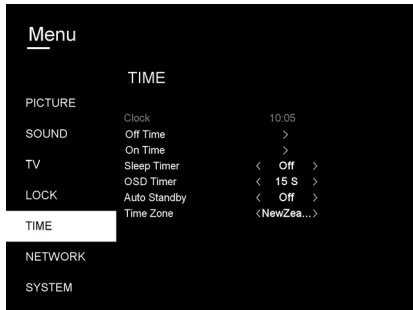 Menu
TIME
PICTURE
SOUND
TV
LOCK
TIME
NETWORK
SYSTEM
Clock 10:05
Off Time >
On Time >
Sleep Timer < Off >
OSD Timer < 15 S >
Auto Standby < Off >
Time Zone <NewZea...>